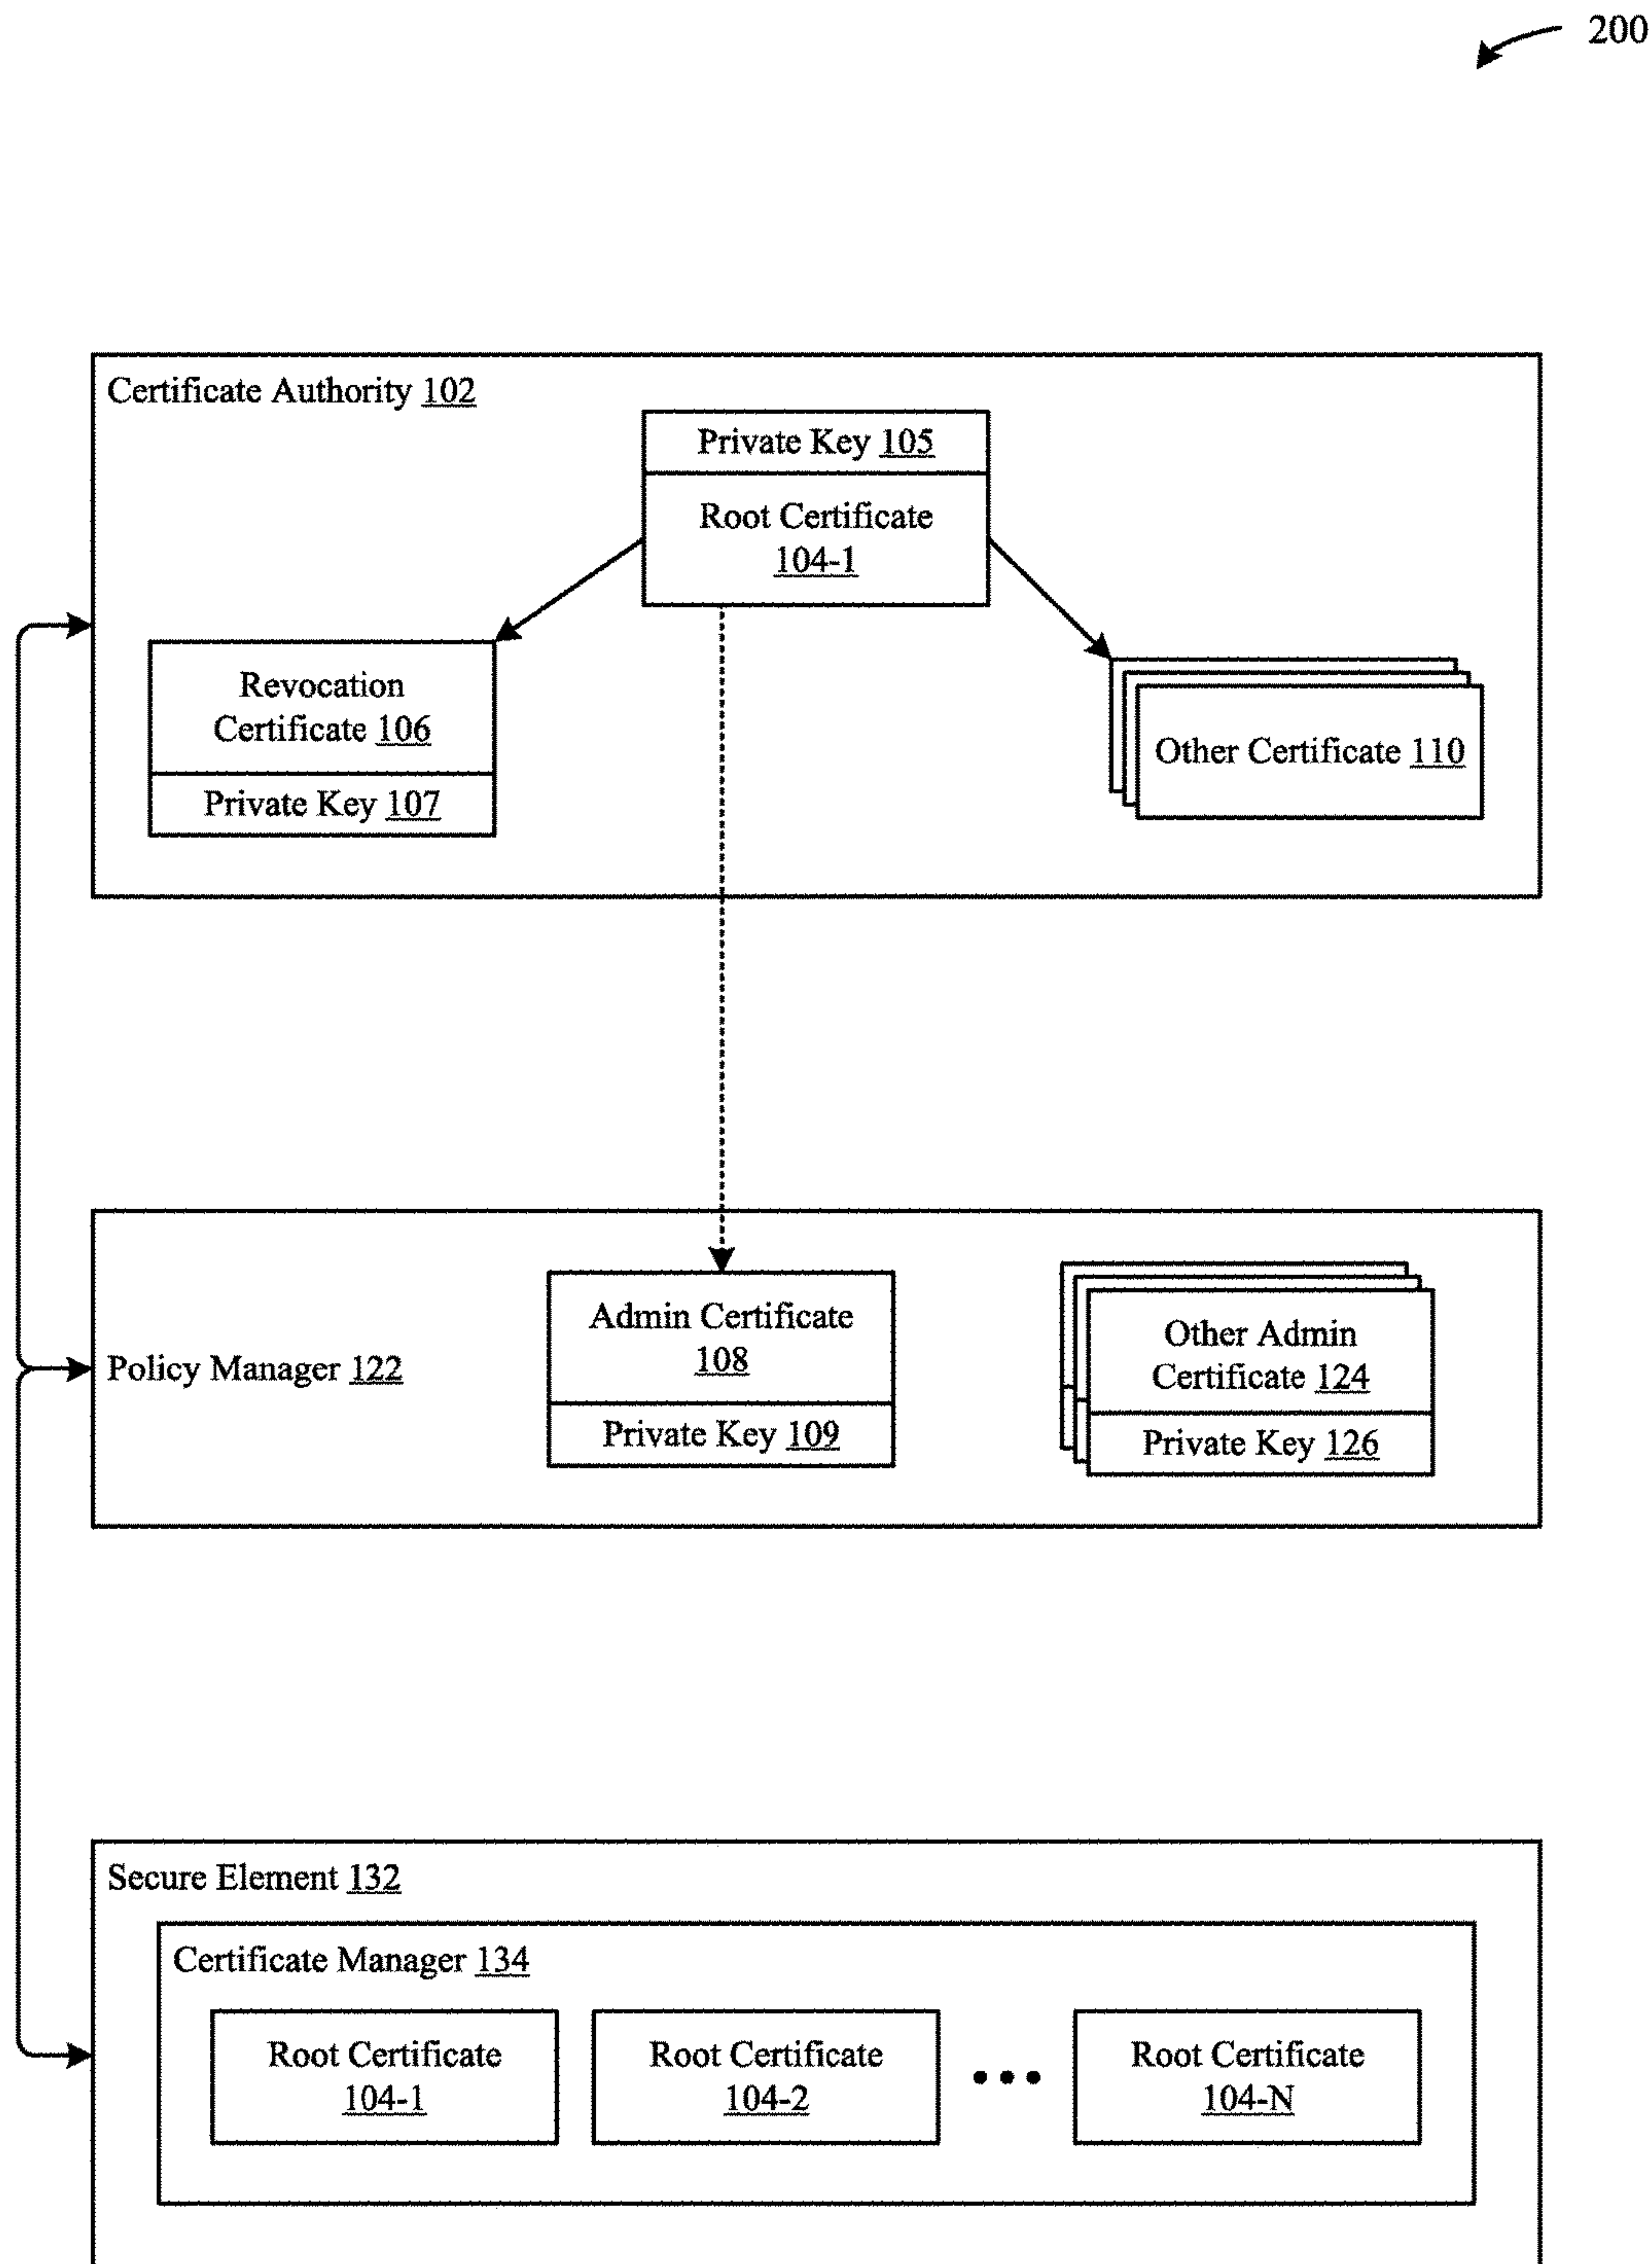 200
Certificate Authority 102
Private Key 105
Root Certificate
104-1
Revocation
Certificate 106
Private Key 107
Other Certificate 110
Policy Manager 122
Admin Certificate
108
Private Key 109
Other Admin
Certificate 124
Private Key 126
Secure Element 132
Certificate Manager 134
Root Certificate
104-1
Root Certificate
104-2
•••
Root Certificate
104-N